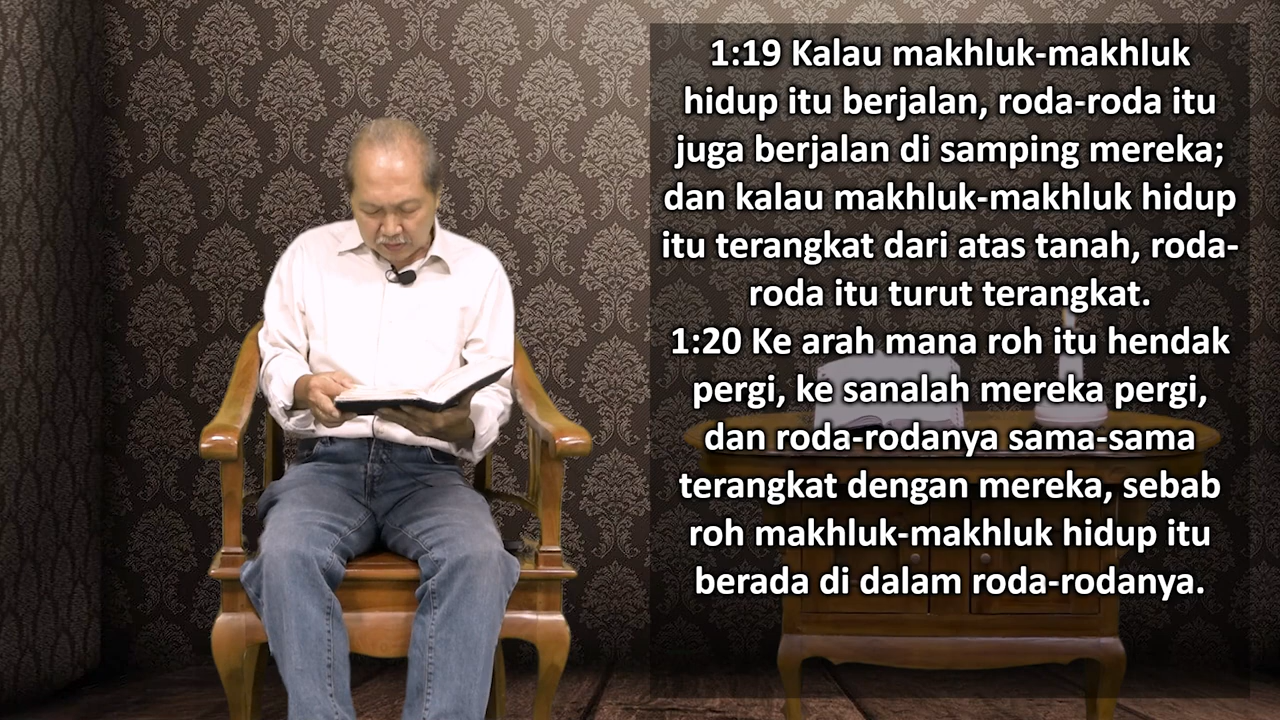 1:19 Kalau makhluk-makhluk
hidup itu berjalan, roda-roda itu
juga berjalan di samping mereka;
dan kalau makhluk-makhluk hidup
itu terangkat dari atas tanah, roda-
roda itu turut terangkat.
1:20 Ke arah mana roh itu hendak
pergi, ke sanalah mereka pergi,
dan roda-rodanya sama-sama
terangkat dengan mereka, sebab
roh makhluk-makhluk hidup itu
berada di dalam roda-rodanya.